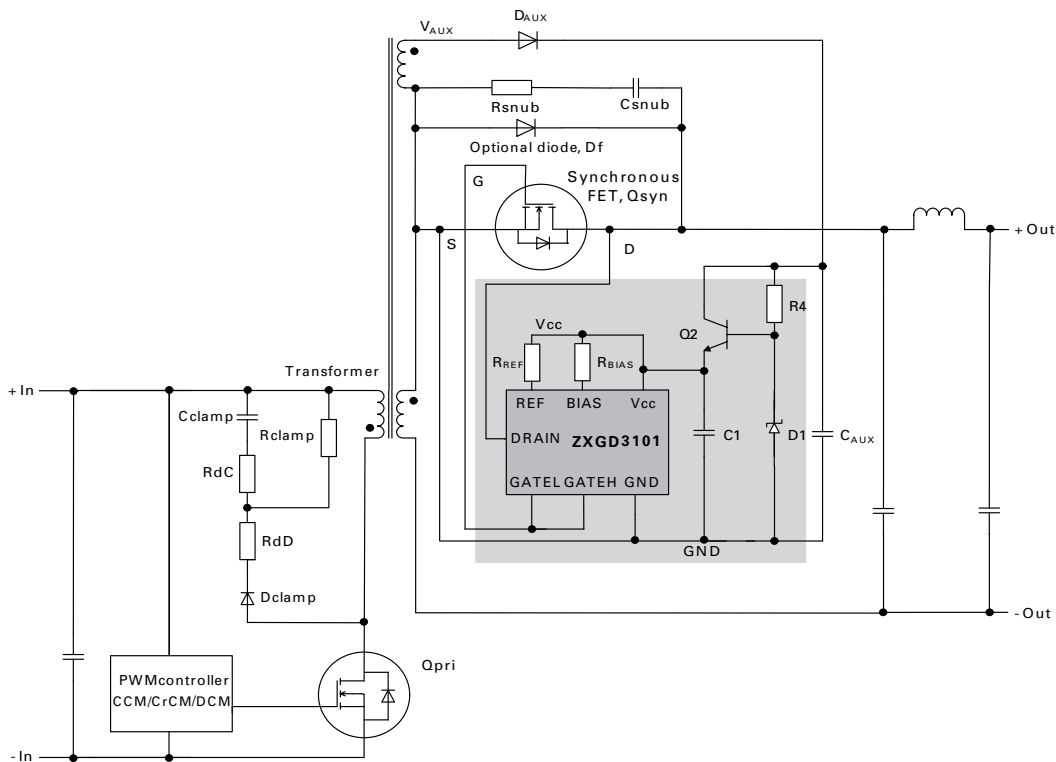 VAUX
DAUX
Rsnub
Csnub
Optional diode, Df
G
Synchronous
FET, Qsyn
S
D
+Out
R4
Vcc
Q2
RREF
RBIAS
Transformer
+In
REF
BIAS
Vcc
Cclamp
Rclamp
DRAIN
ZXGD3101
C1
D1
CAUX
RdC
GATEL
GATEH
GND
RdD
GND
Dclamp
-Out
Qpri
PWMcontroller
CCM/CrCM/DCM
-In